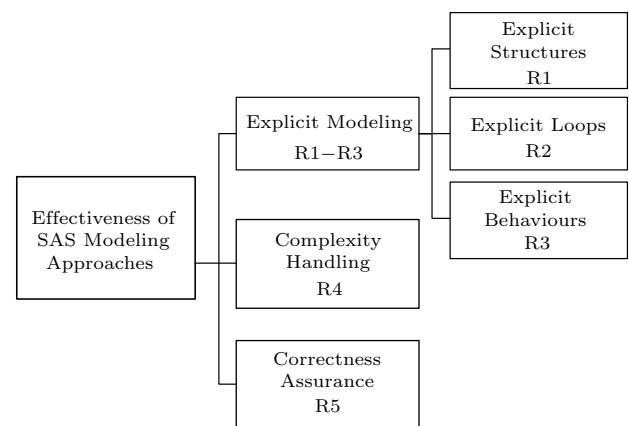 Effectiveness of
SAS Modeling
Approaches
Explicit Modeling
R1−R3
Complexity
Handling
R4
Correctness
Assurance
R5
Explicit
Structures
R1
Explicit Loops
R2
Explicit
Behaviours
R3